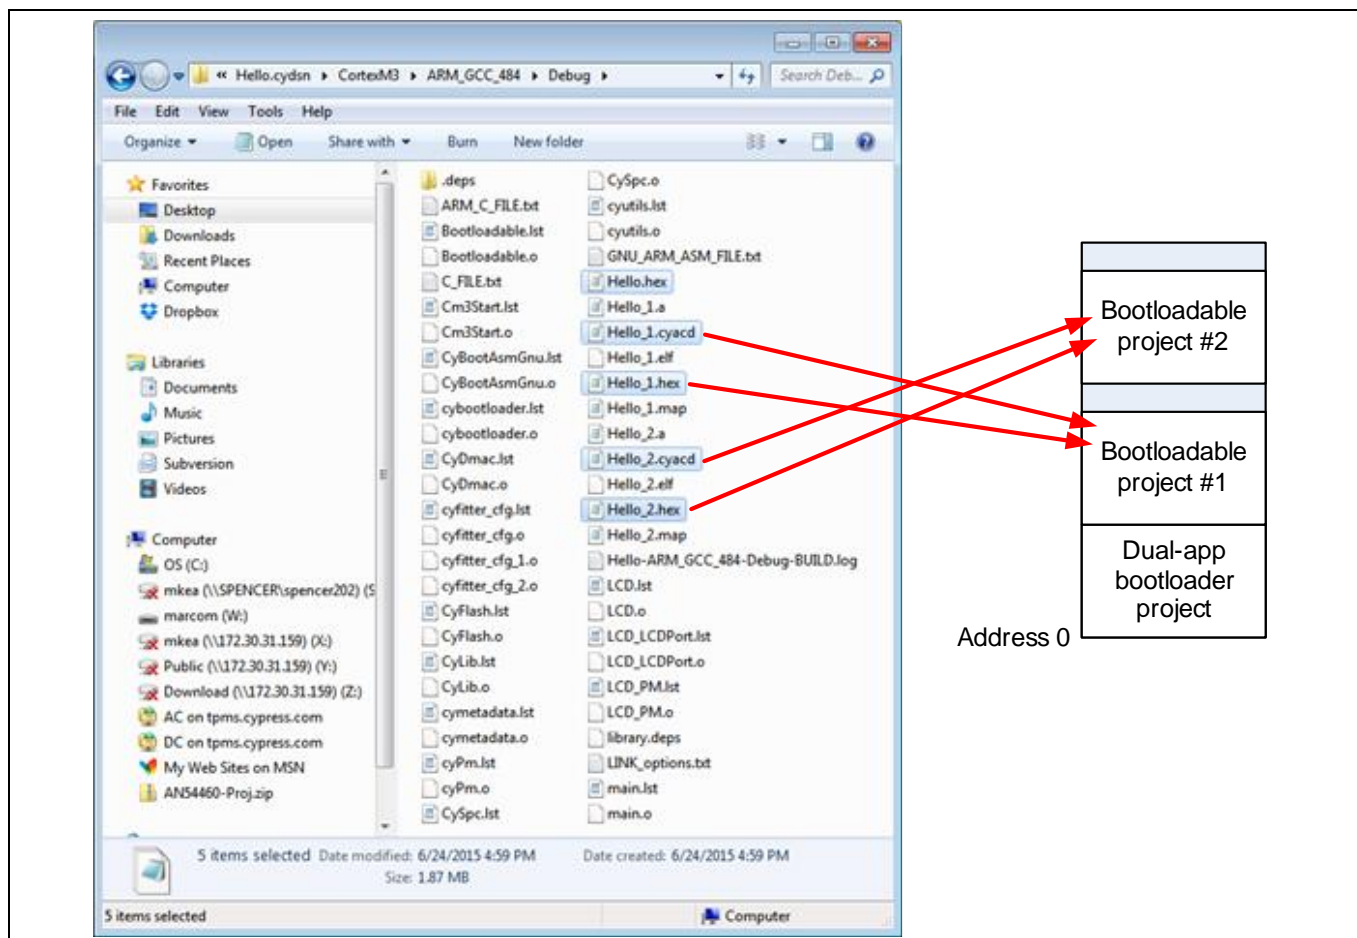 « Hello.cydsn ▸ CortexM3 ▸ ARM_GCC_484 ▸ Debug ▸
Search Deb...
File Edit View Tools Help
Organize Open Share with Burn New folder
Favorites
Desktop
Downloads
Recent Places
Computer
Dropbox
Libraries
Documents
Music
Pictures
Subversion
Videos
Computer
OS (C:)
mkea (\\SPENCER\spencer202) (S
marcom (W:)
mkea (\\172.30.31.159) (X:)
Public (\\172.30.31.159) (Y:)
Download (\\172.30.31.159) (Z:)
AC on tpms.cypress.com
DC on tpms.cypress.com
My Web Sites on MSN
AN54460-Proj.zip
.deps
ARM_C_FILE.txt
Bootloadable.lst
Bootloadable.o
C_FILE.txt
Cm3Start.lst
Cm3Start.o
CyBootAsmGnu.lst
CyBootAsmGnu.o
cybootloader.lst
cybootloader.o
CyDmac.lst
CyDmac.o
cyfitter_cfg.lst
cyfitter_cfg.o
cyfitter_cfg_1.o
cyfitter_cfg_2.o
CyFlash.lst
CyFlash.o
CyLib.lst
CyLib.o
cymetadata.lst
cymetadata.o
cyPm.lst
cyPm.o
CySpc.lst
CySpc.o
cyutils.lst
cyutils.o
GNU_ARM_ASM_FILE.txt
Hello.hex
Hello_1.a
Hello_1.cyacd
Hello_1.elf
Hello_1.hex
Hello_1.map
Hello_2.a
Hello_2.cyacd
Hello_2.elf
Hello_2.hex
Hello_2.map
Hello-ARM_GCC_484-Debug-BUILD.log
LCD.lst
LCD.o
LCD_LCDPort.lst
LCD_LCDPort.o
LCD_PM.lst
LCD_PM.o
library.deps
LINK_options.txt
main.lst
main.o
5 items selected Date modified: 6/24/2015 4:59 PM Date created: 6/24/2015 4:59 PM
Size: 1.87 MB
5 items selected Computer
Bootloadable
project #2
Bootloadable
project #1
Dual-app
bootloader
project
Address 0